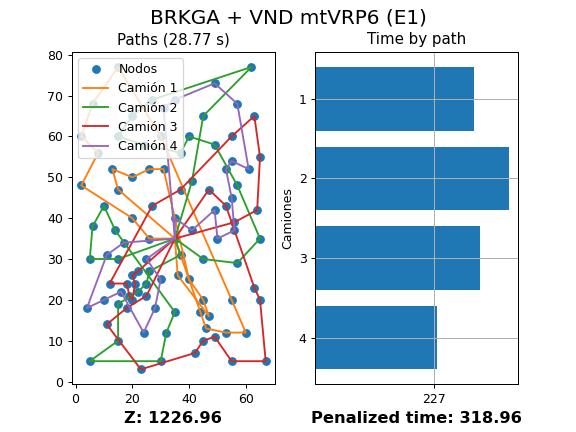 BRKGA + VND mtVRP6 (E1)
Paths (28.77 s)
80
70
60
50
40
30
20
10
0
0
20
40
60
Nodos
Camión 1
Camión 2
Camión 3
Camión 4
Z: 1226.96
Time by path
Camiones
1
2
3
4
227
Penalized time: 318.96